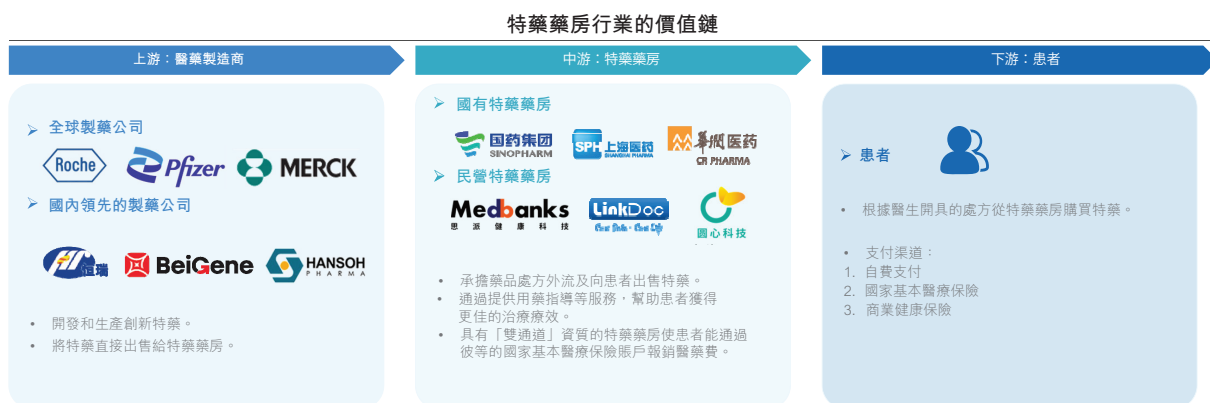 特藥藥房行業的價值鏈
上游：醫藥製造商
全球製藥公司
Roche
Pfizer
MERCK
國內領先的製藥公司
恒瑞
BeiGene
HANSOH
PHARMA
• 開發和生產創新特藥。
• 將特藥直接出售給特藥藥房。
中游：特藥藥房
國有特藥藥房
国药集团
SINOPHARM
SPH 上海医药
SHANGHAI PHARMA
華潤医药
CR PHARMA
民營特藥藥房
Medbanks
思派健康科技
LinkDoc
圓心科技
• 承擔藥品處方外流及向患者出售特藥。
• 通過提供用藥指導等服務，幫助患者獲得
更佳的治療療效。
• 具有「雙通道」資質的特藥藥房使患者能通過
彼等的國家基本醫療保險賬戶報銷醫藥費。
下游：患者
患者
• 根據醫生開具的處方從特藥藥房購買特藥。
• 支付渠道：
1. 自費支付
2. 國家基本醫療保險
3. 商業健康保險